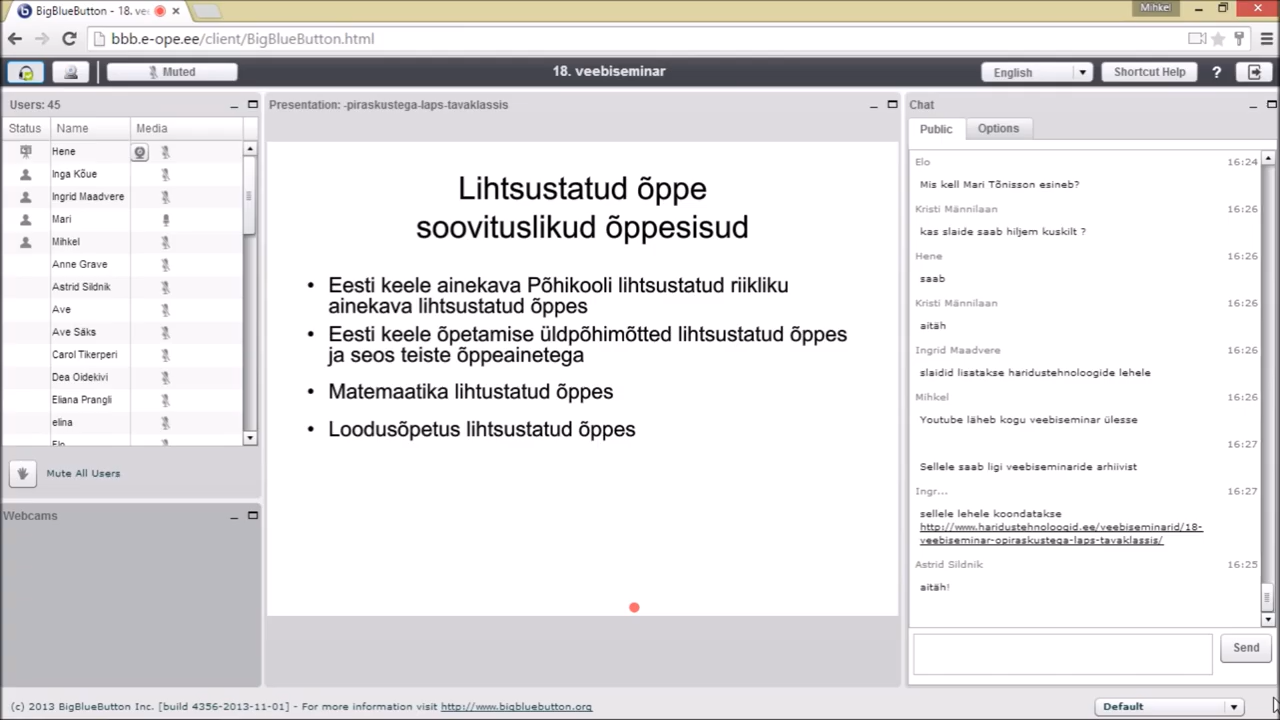 BigBlueButton - 18. ve
Mihkel
bbb.e-ope.ee/client/BigBlueButton.html
Muted
18. veebiseminar
English
Shortcut Help
?
Users: 45
Status Name Media
Hene
Inga Kõue
Ingrid Maadvere
Mari
Mihkel
Anne Grave
Astrid Sildnik
Ave
Ave Säks
Carol Tikerperi
Dea Oidekivi
Eliana Prangli
elina
Elo
Mute All Users
Webcams
Presentation: -piraskustega-laps-tavaklassis
Lihtsustatud õppe
soovituslikud õppesisud
• Eesti keele ainekava Põhikooli lihtsustatud riikliku
ainekava lihtsustatud õppes
• Eesti keele õpetamise üldpõhimõtted lihtsustatud õppes
ja seos teiste õppeainetega
• Matemaatika lihtustatud õppes
• Loodusõpetus lihtsustatud õppes
Chat
Public Options
Elo 16:24
Mis kell Mari Tõnisson esineb?
Kristi Männilaan 16:26
kas slaide saab hiljem kuskilt ?
Hene 16:26
saab
Kristi Männilaan 16:26
aitäh
Ingrid Maadvere 16:26
slaidid lisatakse haridustehnoloogide lehele
Mihkel 16:26
Youtube läheb kogu veebiseminar ülesse
16:27
Sellele saab ligi veebiseminaride arhiivist
Ingr... 16:27
sellele lehele koondatakse
http://www.haridustehnoloogid.ee/veebiseminarid/18-
veebiseminar-opiraskustega-laps-tavaklassis/
Astrid Sildnik 16:25
aitäh!
Send
(c) 2013 BigBlueButton Inc. [build 4356-2013-11-01] - For more information visit http://www.bigbluebutton.org
Default